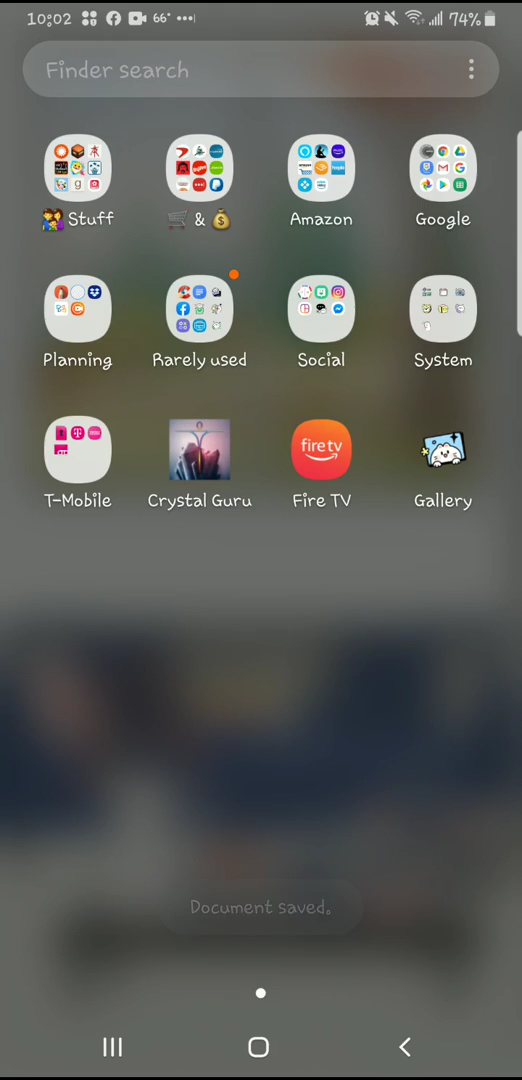 10:02 66° 74%
Finder search
Stuff
&
Amazon
Google
Planning
Rarely used
Social
System
fire tv
T-Mobile
Crystal Guru
Fire TV
Gallery
Document saved.